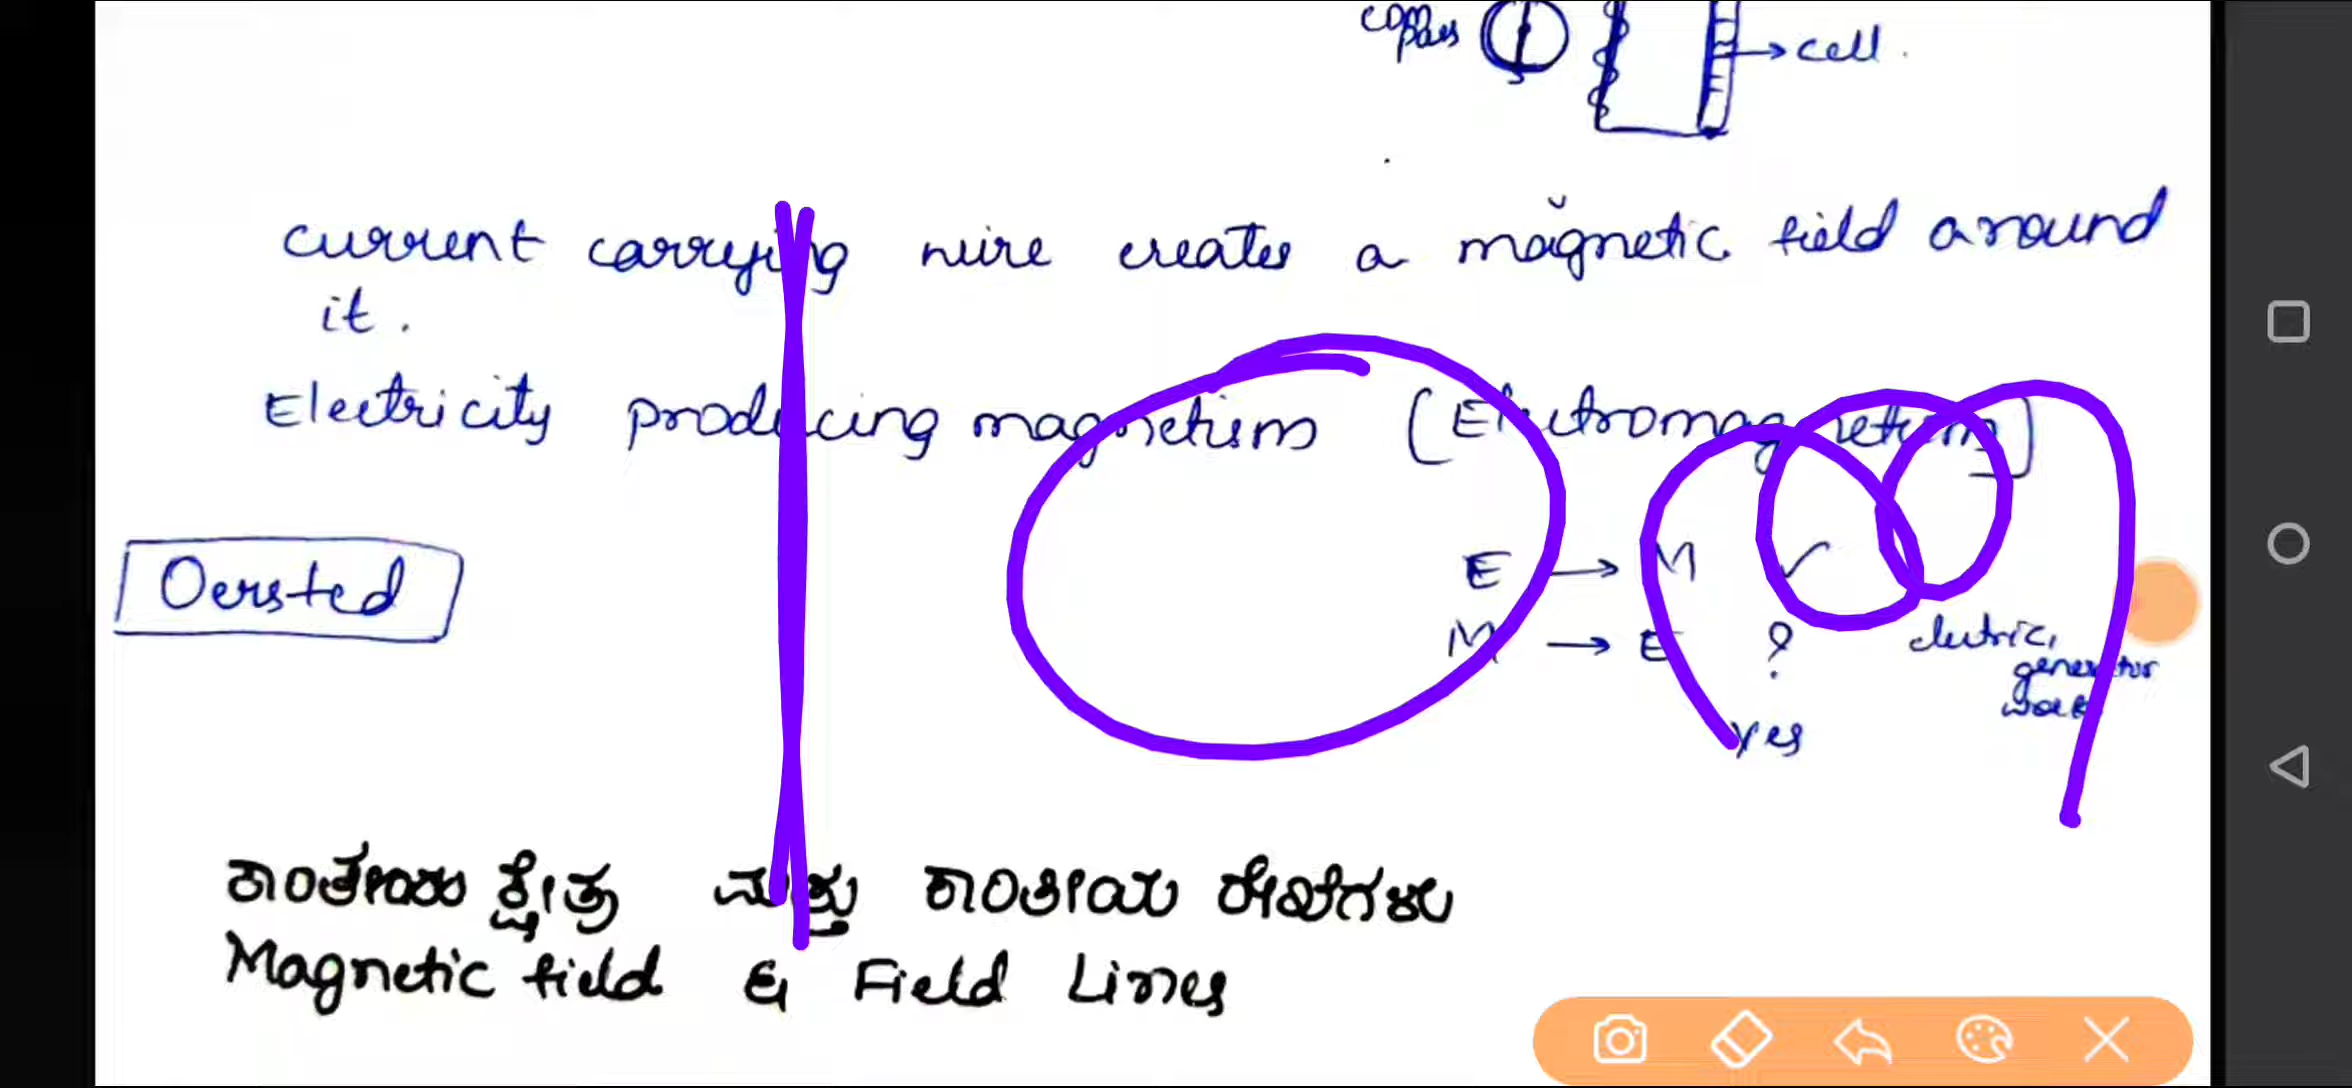 compass
cell.
current carrying wire creates a magnetic field around
it.
Electricity producing magnetism (Electromagnetism)
Oersted
E → M ✓
M → E ? electric,
generator
work
Yes
ಕಾಂತೀಯ ಕ್ಷೇತ್ರ ಮತ್ತು ಕಾಂತೀಯ ರೇಖೆಗಳು
Magnetic field & Field Lines